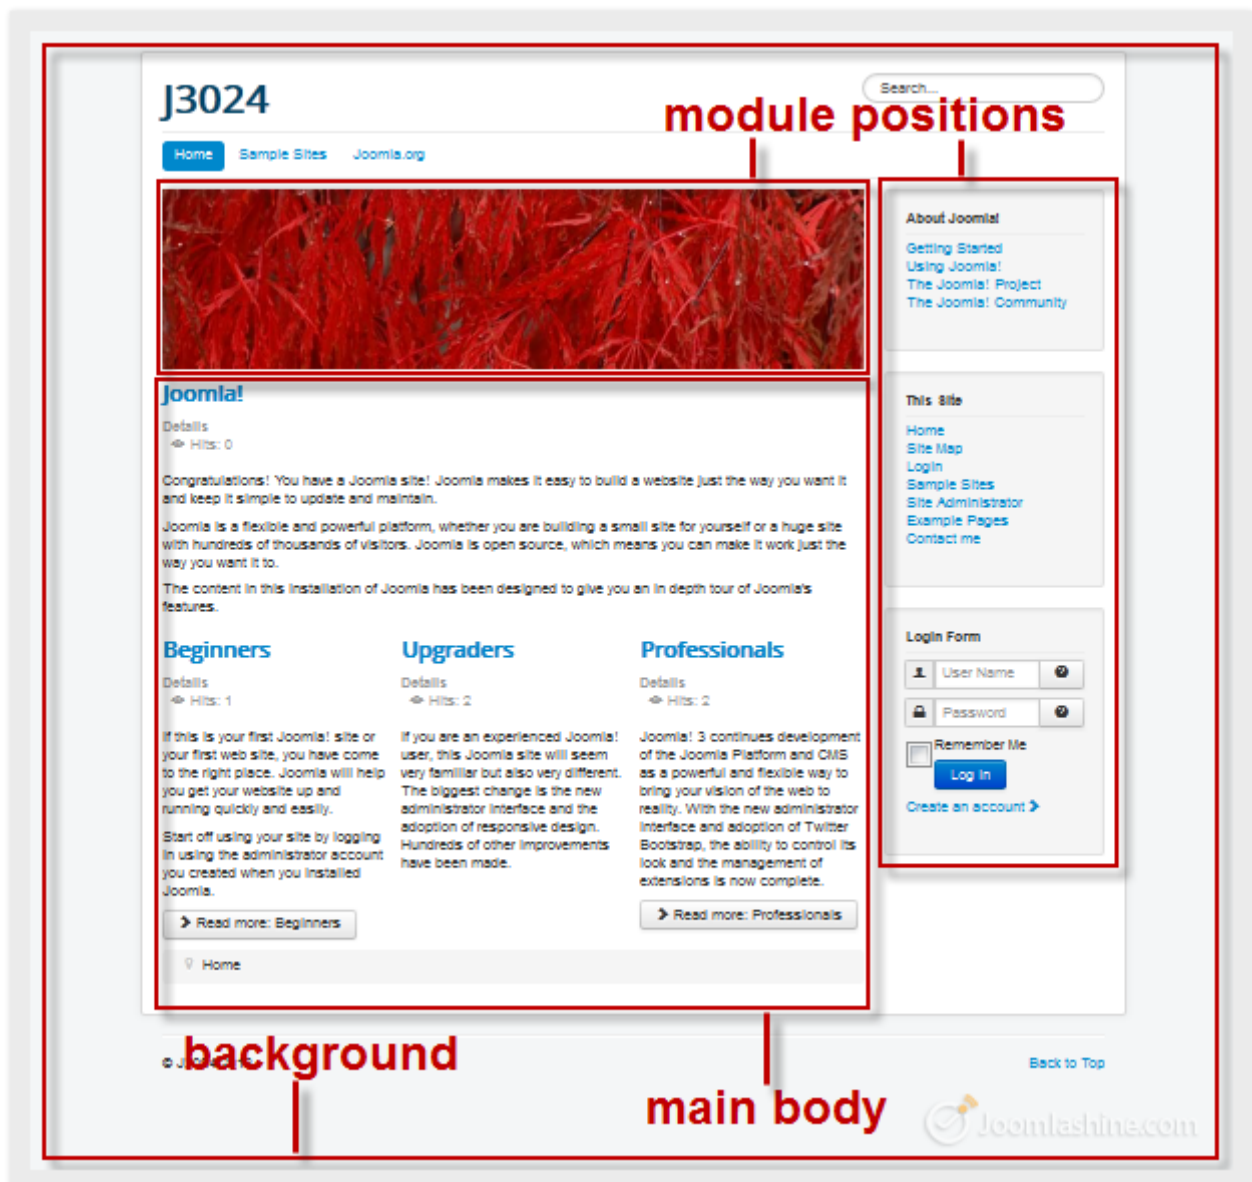 J3024
Search...
module positions
Home
Sample Sites
Joomla.org
About Joomla!
Getting Started
Using Joomla!
The Joomla! Project
The Joomla! Community
This Site
Home
Site Map
Login
Sample Sites
Site Administrator
Example Pages
Contact me
Login Form
User Name
Password
Remember Me
Log in
Create an account
Joomla!
Details
Hits: 0
Congratulations! You have a Joomla site! Joomla makes it easy to build a website just the way you want it
and keep it simple to update and maintain.
Joomla is a flexible and powerful platform, whether you are building a small site for yourself or a huge site
with hundreds of thousands of visitors. Joomla is open source, which means you can make it work just the
way you want it to.
The content in this installation of Joomla has been designed to give you an in depth tour of Joomla's
features.
Beginners
Details
Hits: 1
If this is your first Joomla! site or
your first web site, you have come
to the right place. Joomla will help
you get your website up and
running quickly and easily.
Start off using your site by logging
in using the administrator account
you created when you installed
Joomla.
Read more: Beginners
Upgraders
Details
Hits: 2
If you are an experienced Joomla!
user, this Joomla site will seem
very familiar but also very different.
The biggest change is the new
administrator interface and the
adoption of responsive design.
Hundreds of other improvements
have been made.
Professionals
Details
Hits: 2
Joomla! 3 continues development
of the Joomla Platform and CMS
as a powerful and flexible way to
bring your vision of the web to
reality. With the new administrator
interface and adoption of Twitter
Bootstrap, the ability to control its
look and the management of
extensions is now complete.
Read more: Professionals
Home
background
©
Back to Top
main body
Joomlashine.com